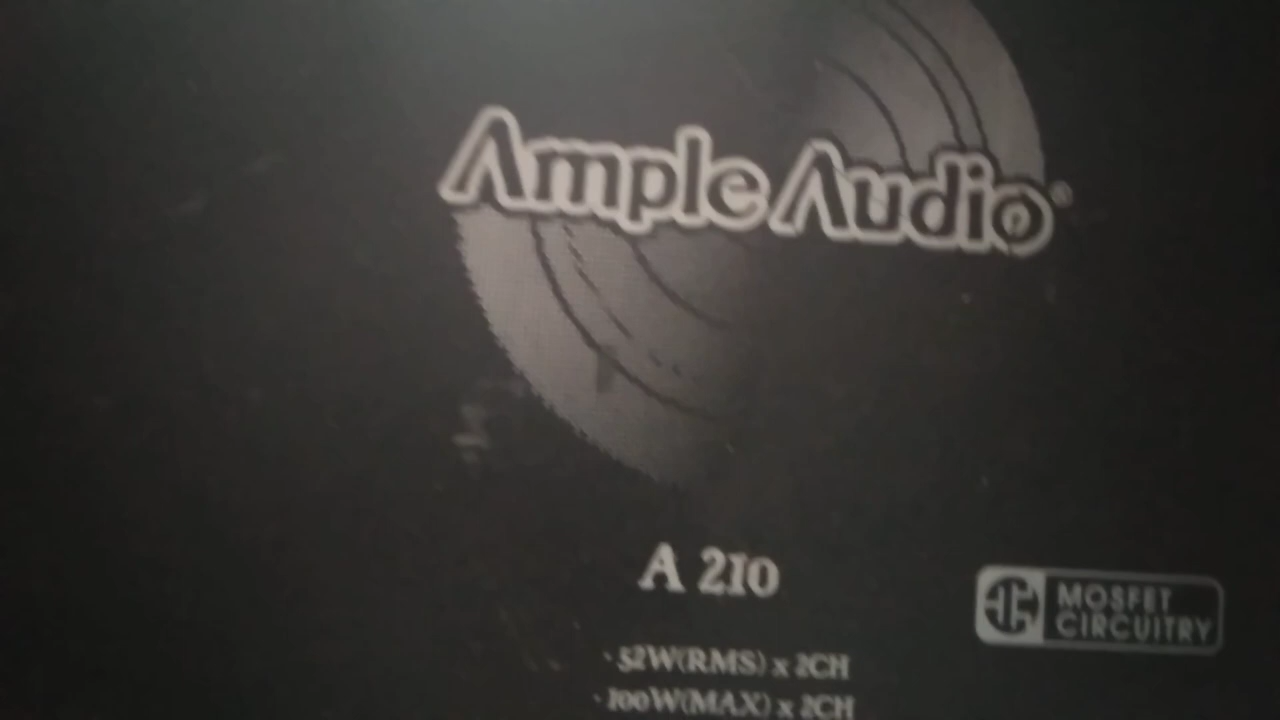 Ample Audio®
A 210
MOSFET
CIRCUITRY
· 52W(RMS) x 2CH
· 100W(MAX) x 2CH